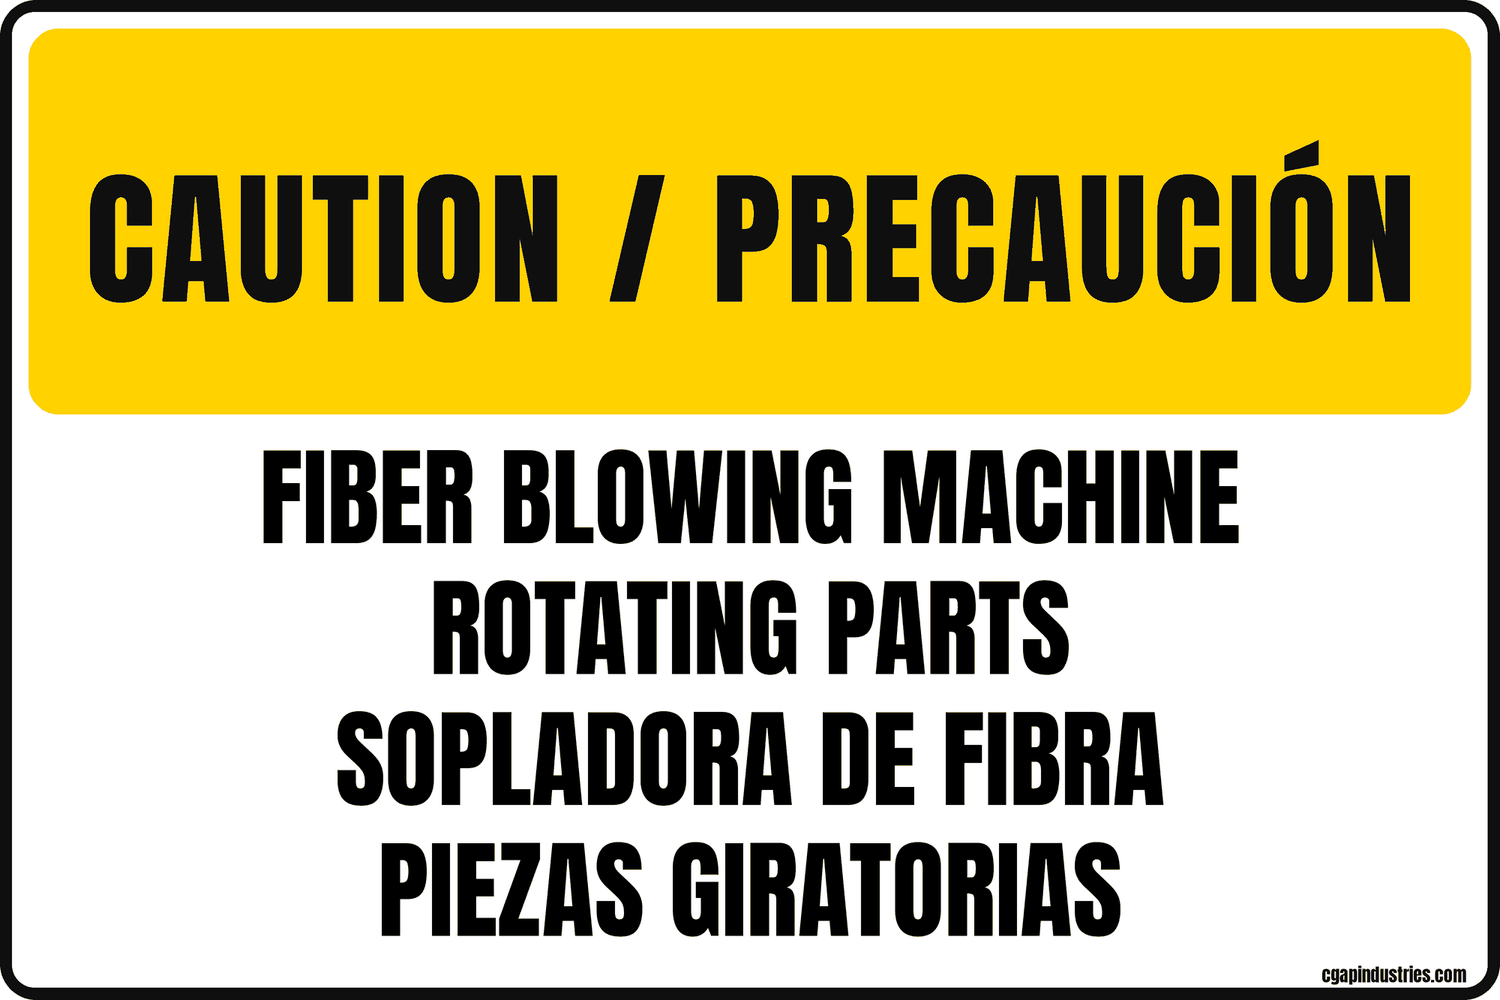 CAUTION / PRECAUCIÓN
FIBER BLOWING MACHINE
ROTATING PARTS
SOPLADORA DE FIBRA
PIEZAS GIRATORIAS
cgapindustries.com